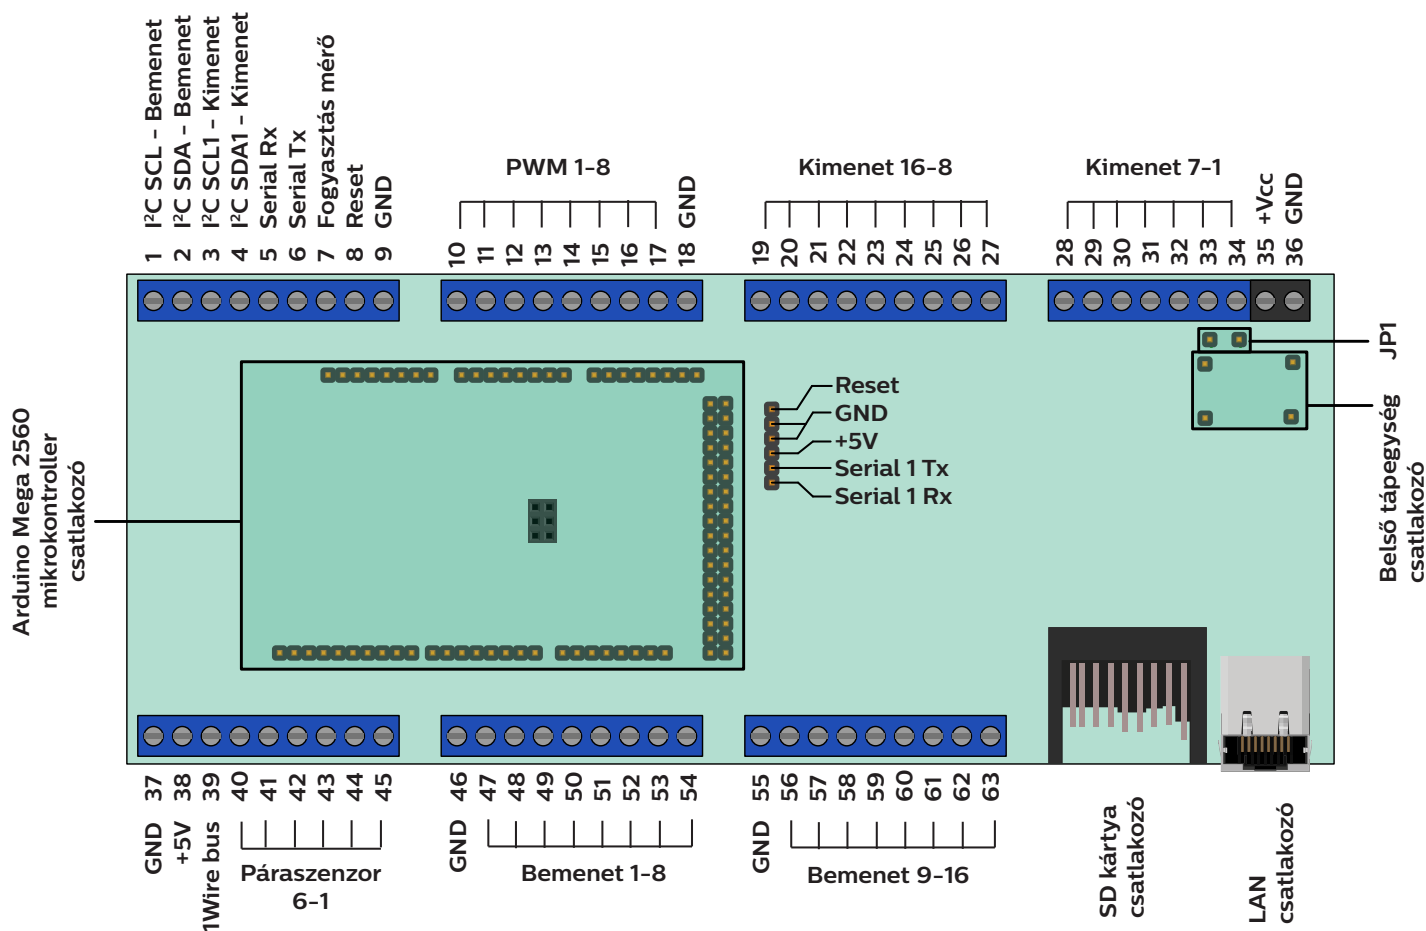 1 I²C SCL - Bemenet
2 I²C SDA - Bemenet
3 I²C SCL1 - Kimenet
4 I²C SDA1 - Kimenet
5 Serial Rx
6 Serial Tx
7 Fogyasztás mérő
8 Reset
9 GND
PWM 1-8
10 11 12 13 14 15 16 17
18 GND
Kimenet 16-8
19 20 21 22 23 24 25 26 27
Kimenet 7-1
28 29 30 31 32 33 34
35 +Vcc
36 GND
JP1
Belső tápegység
csatlakozó
Reset
GND
+5V
Serial 1 Tx
Serial 1 Rx
Arduino Mega 2560
mikrokontroller
csatlakozó
GND 37
+5V 38
1Wire bus 39
40 41 42 43 44 45
Páraszenzor
6-1
GND 46
47 48 49 50 51 52 53 54
Bemenet 1-8
GND 55
56 57 58 59 60 61 62 63
Bemenet 9-16
SD kártya
csatlakozó
LAN
csatlakozó